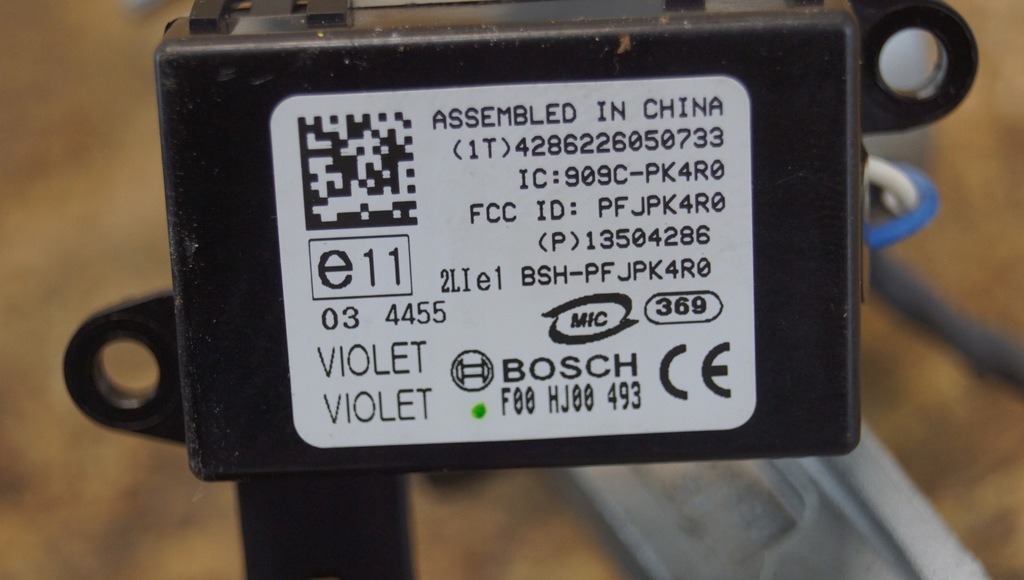 ASSEMBLED IN CHINA
(1T)4286226050733
IC:909C-PK4R0
FCC ID: PFJPK4R0
(P)13504286
e11
2LIe1 BSH-PFJPK4R0
03 4455
MIC 369
VIOLET
BOSCH CE
VIOLET
F00 HJ00 493